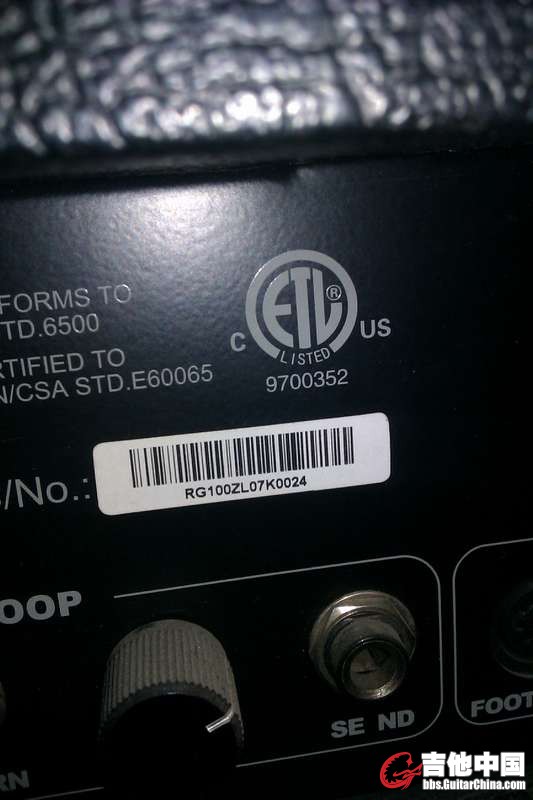 FORMS TO
TD.6500
RTIFIED TO
N/CSA STD.E60065
C ETL® US
LISTED
9700352
/No.:
RG100ZL07K0024
OOP
SE ND
FOOT
RN
吉他中国
bbs.GuitarChina.com